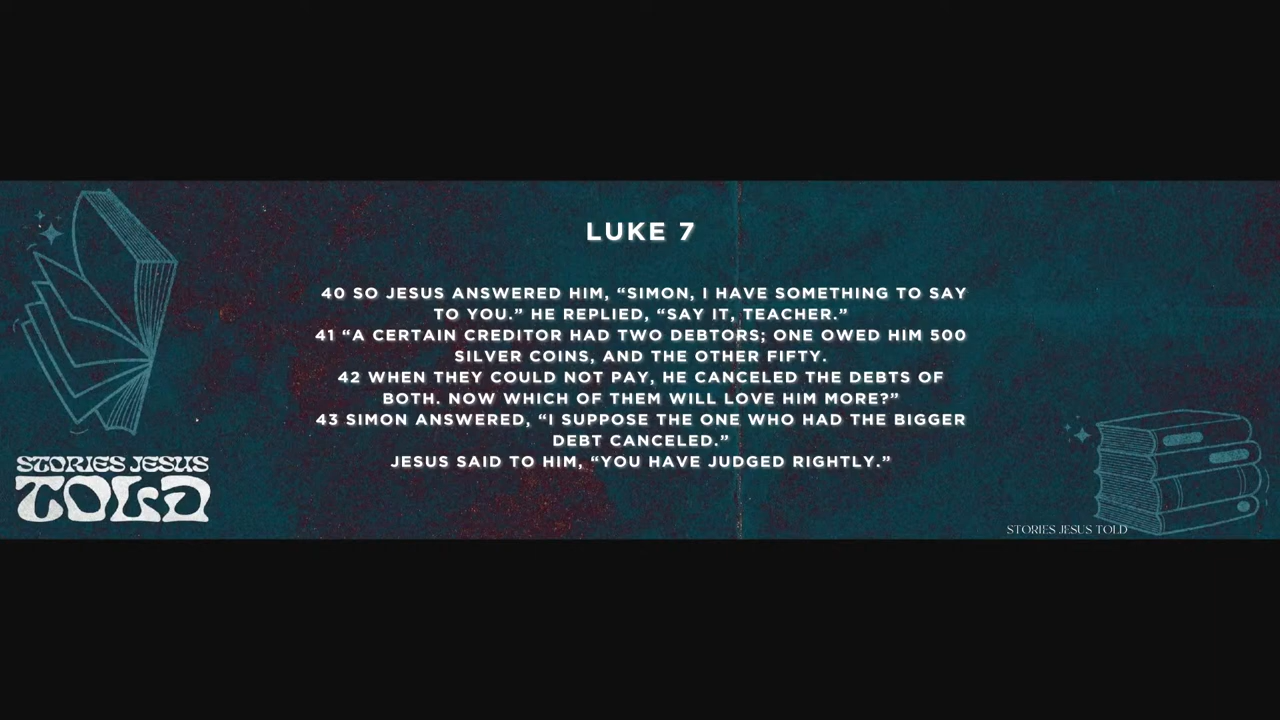 LUKE 7
40 SO JESUS ANSWERED HIM, “SIMON, I HAVE SOMETHING TO SAY
TO YOU.” HE REPLIED, “SAY IT, TEACHER.”
41 “A CERTAIN CREDITOR HAD TWO DEBTORS; ONE OWED HIM 500
SILVER COINS, AND THE OTHER FIFTY.
42 WHEN THEY COULD NOT PAY, HE CANCELED THE DEBTS OF
BOTH. NOW WHICH OF THEM WILL LOVE HIM MORE?”
43 SIMON ANSWERED, “I SUPPOSE THE ONE WHO HAD THE BIGGER
DEBT CANCELED.”
JESUS SAID TO HIM, “YOU HAVE JUDGED RIGHTLY.”
STORIES JESUS
TOLD
STORIES JESUS TOLD